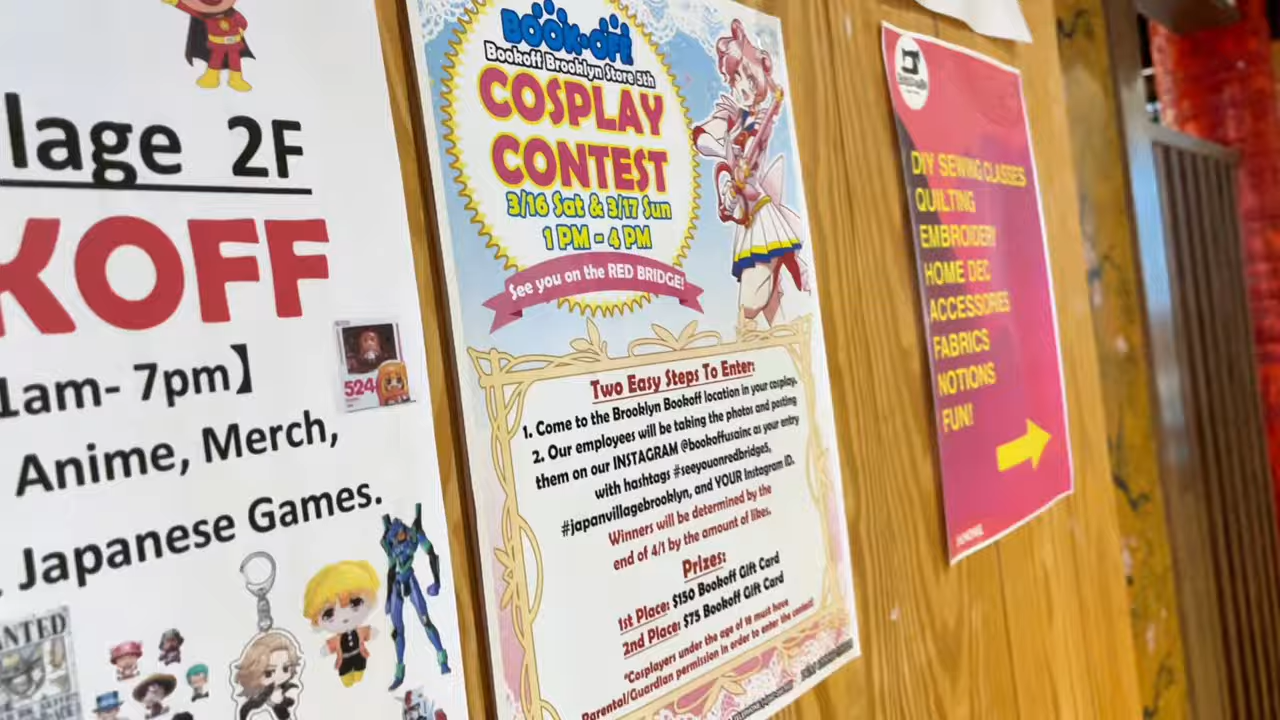 lage 2F
KOFF
1am- 7pm】
Anime, Merch,
Japanese Games.
524
WANTED
BOOK·OFF
Bookoff Brooklyn Store 5th
COSPLAY
CONTEST
3/16 Sat & 3/17 Sun
1 PM - 4 PM
See you on the RED BRIDGE!
Two Easy Steps To Enter:
1. Come to the Brooklyn Bookoff location in your cosplay.
2. Our employees will be taking the photos and posting
them on our INSTAGRAM @bookoffusainc as your entry
with hashtags #seeyouonredbridge5,
#japanvillagebrooklyn, and YOUR Instagram ID.
Winners will be determined by the
end of 4/1 by the amount of likes.
Prizes:
1st Place: $150 Bookoff Gift Card
2nd Place: $75 Bookoff Gift Card
*Cosplayers under the age of 18 must have
Parental/Guardian permission in order to enter the contest!
DIY SEWING CLASSES
QUILTING
EMBROIDERY
HOME DEC
ACCESSORIES
FABRICS
NOTIONS
FUN!